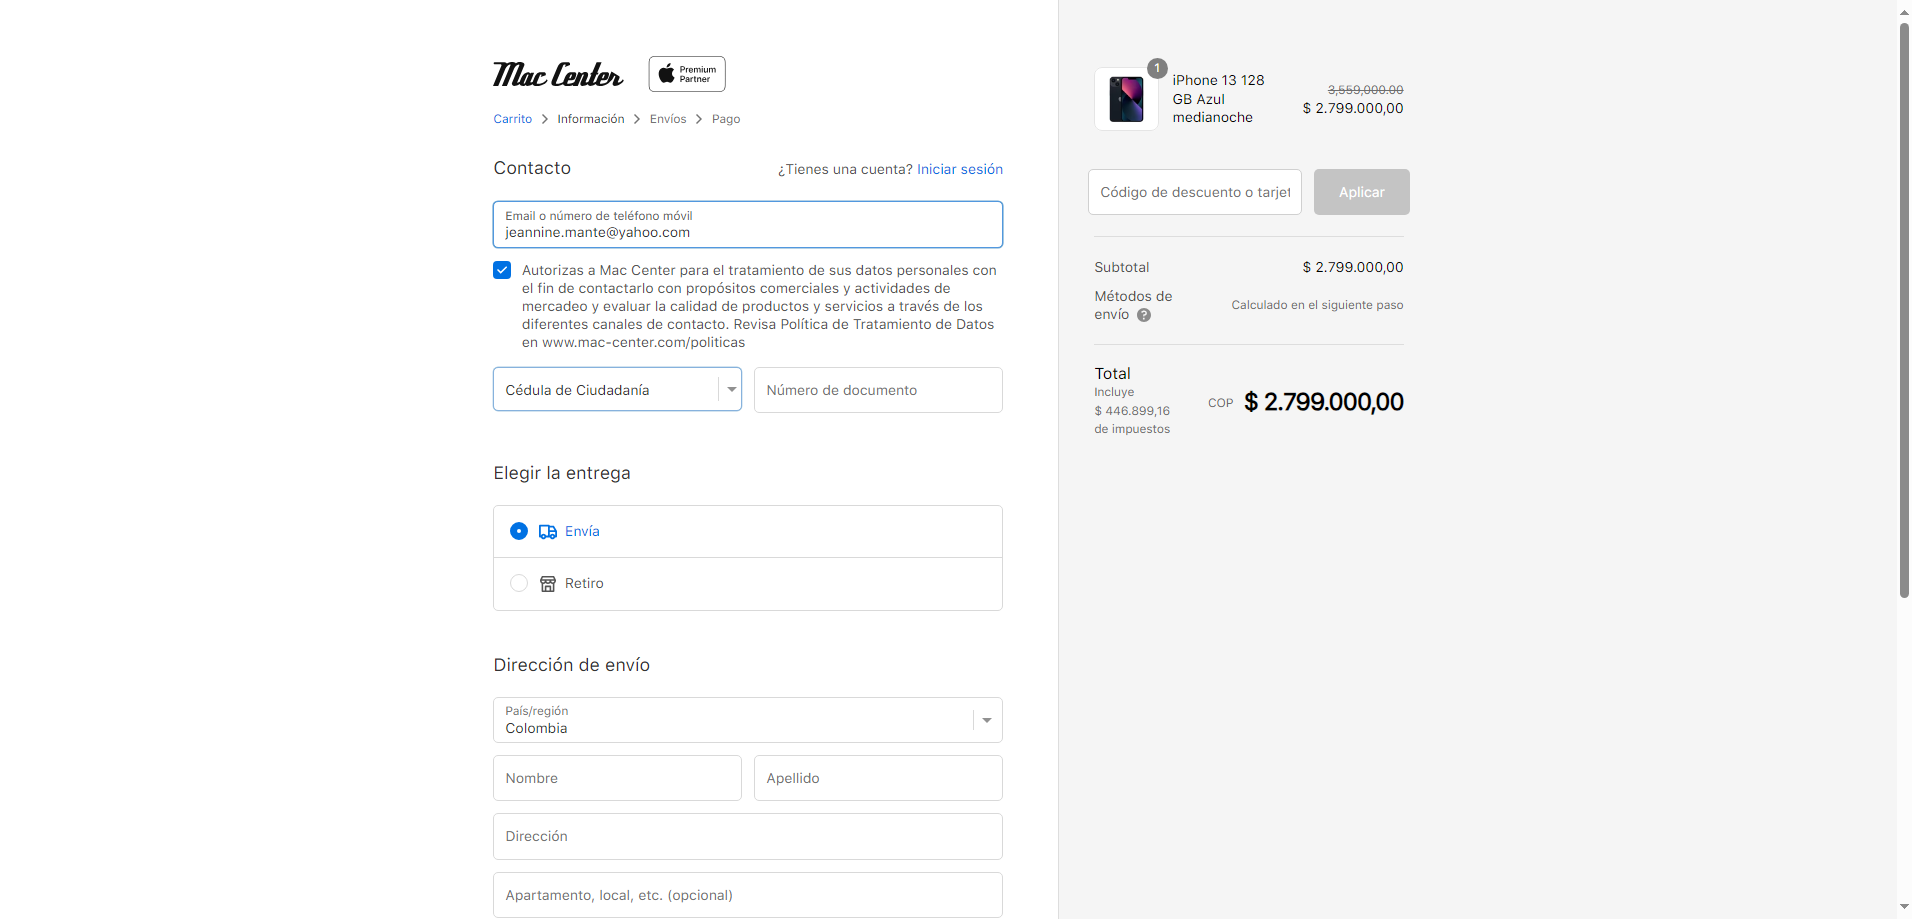 Mac Center
Premium
Partner
Carrito > Información > Envíos > Pago
Contacto
¿Tienes una cuenta? Iniciar sesión
Email o número de teléfono móvil
jeannine.mante@yahoo.com
Autorizas a Mac Center para el tratamiento de sus datos personales con
el fin de contactarlo con propósitos comerciales y actividades de
mercadeo y evaluar la calidad de productos y servicios a través de los
diferentes canales de contacto. Revisa Política de Tratamiento de Datos
en www.mac-center.com/politicas
Cédula de Ciudadanía
Número de documento
Elegir la entrega
Envía
Retiro
Dirección de envío
País/región
Colombia
Nombre
Apellido
Dirección
Apartamento, local, etc. (opcional)
1
iPhone 13 128
GB Azul
medianoche
3,559,000.00
$ 2.799.000,00
Código de descuento o tarjet
Aplicar
Subtotal
$ 2.799.000,00
Métodos de
envío
?
Calculado en el siguiente paso
Total
Incluye
$ 446.899,16
de impuestos
COP $ 2.799.000,00